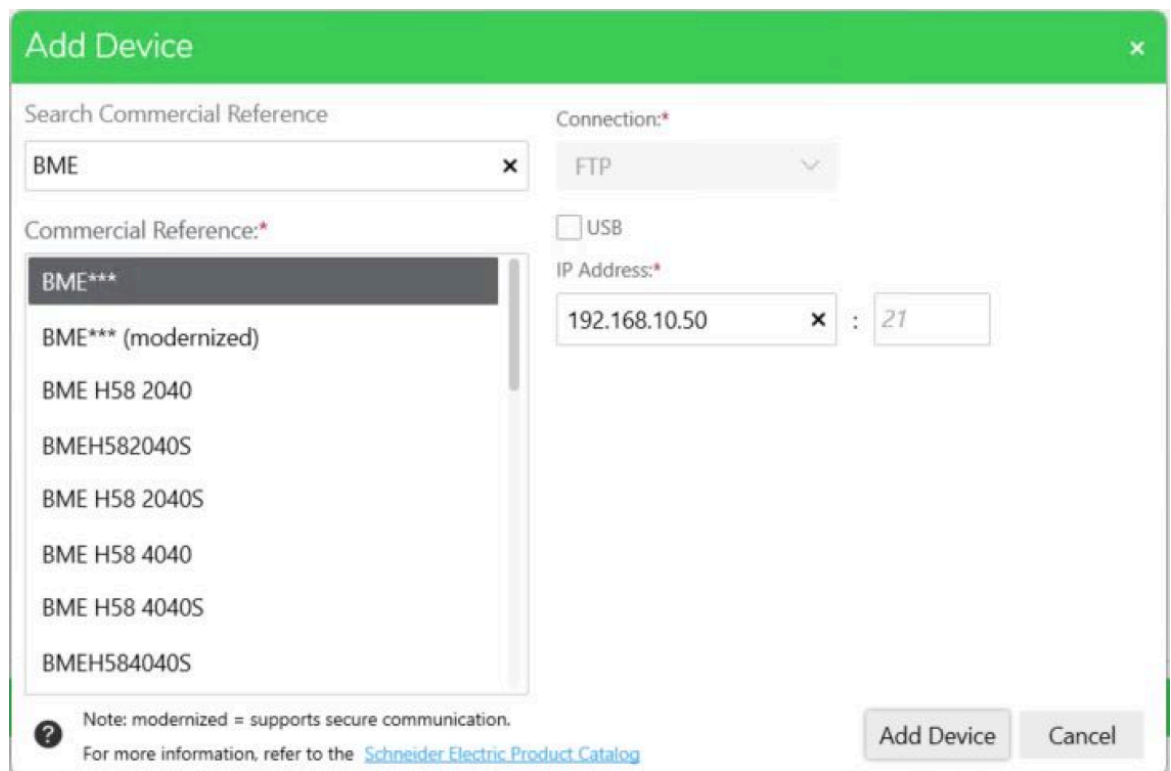 Add Device
Search Commercial Reference
BME
Commercial Reference:*
BME***
BME*** (modernized)
BME H58 2040
BMEH582040S
BME H58 2040S
BME H58 4040
BME H58 4040S
BMEH584040S
Connection:*
FTP
USB
IP Address:*
192.168.10.50 : 21
Note: modernized = supports secure communication.
For more information, refer to the Schneider Electric Product Catalog
Add Device
Cancel